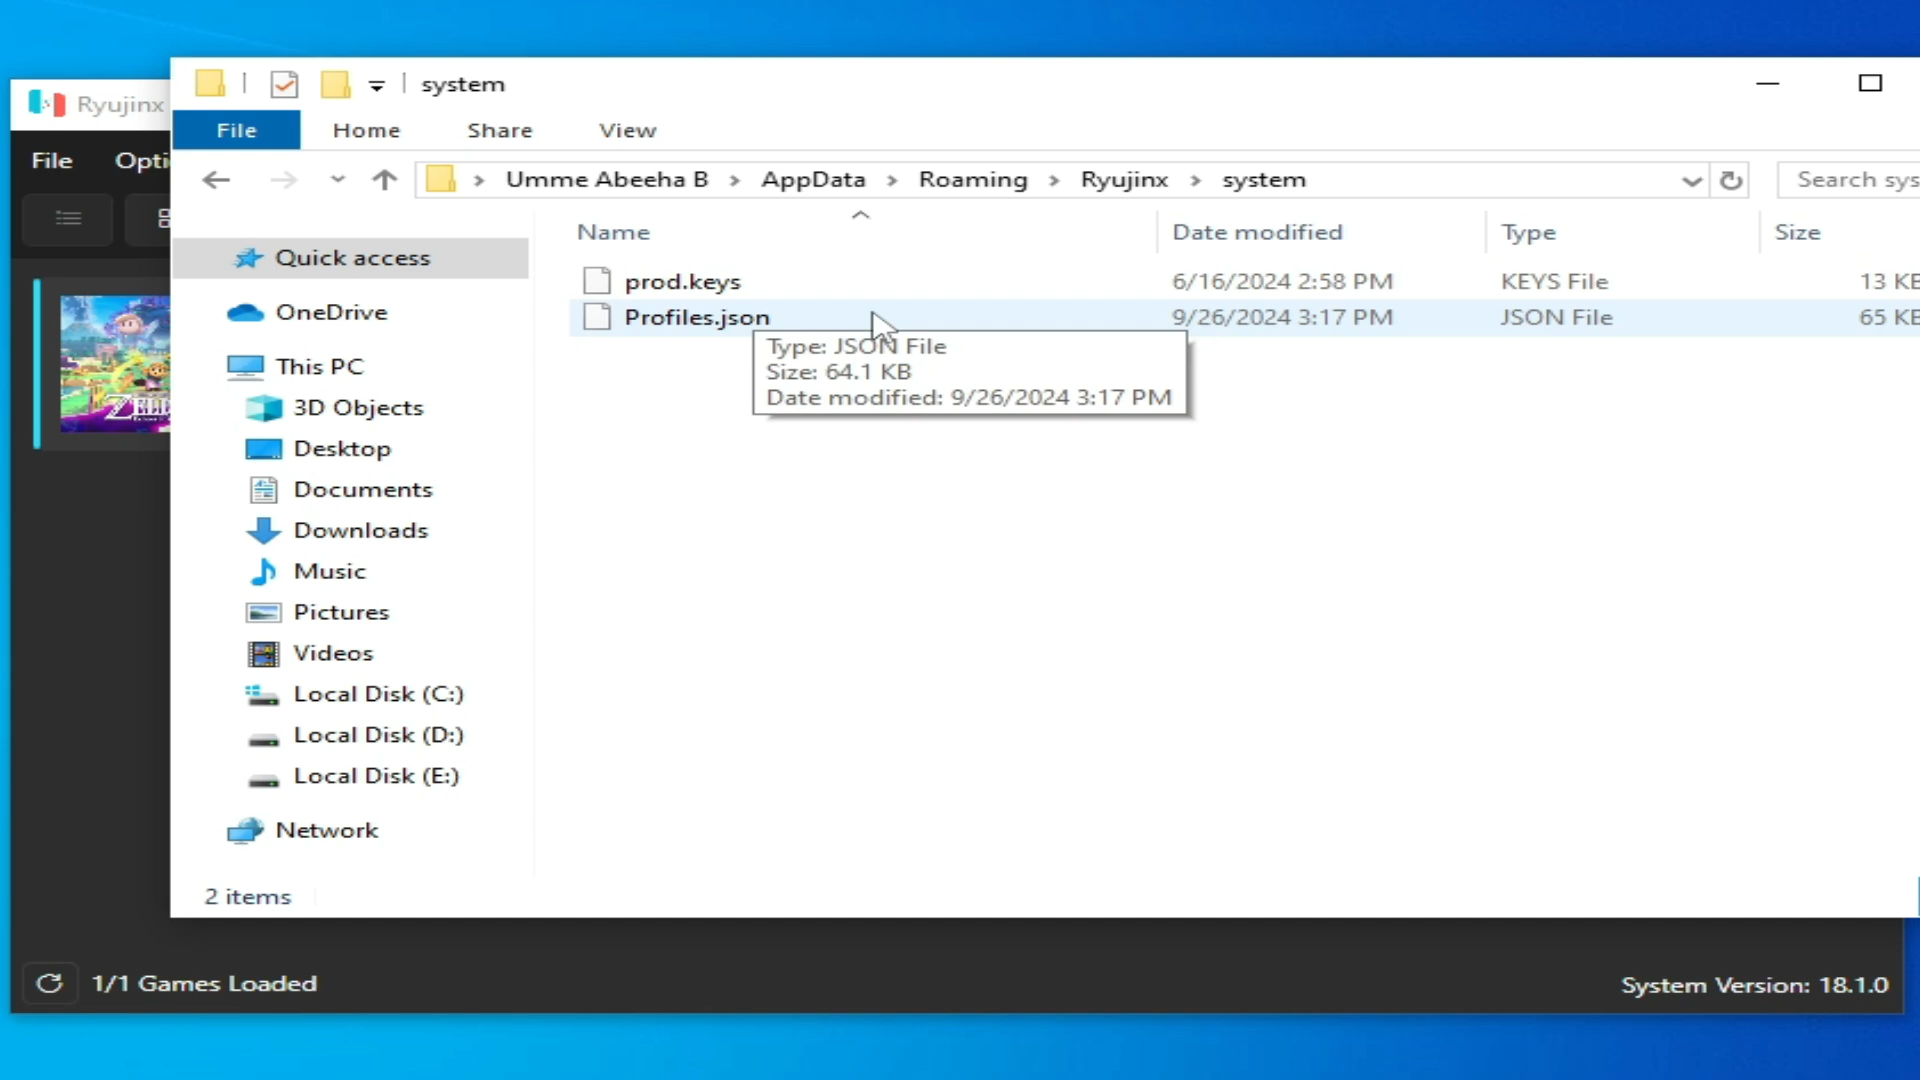 system
Ryujinx
File Home Share View
File Opti
Umme Abeeha B > AppData > Roaming > Ryujinx > system
Search sys
Name Date modified Type Size
Quick access
prod.keys 6/16/2024 2:58 PM KEYS File 13 KB
Profiles.json 9/26/2024 3:17 PM JSON File 65 KB
Type: JSON File
Size: 64.1 KB
Date modified: 9/26/2024 3:17 PM
OneDrive
This PC
3D Objects
Desktop
Documents
Downloads
Music
Pictures
Videos
Local Disk (C:)
Local Disk (D:)
Local Disk (E:)
Network
ZELD
2 items
1/1 Games Loaded
System Version: 18.1.0